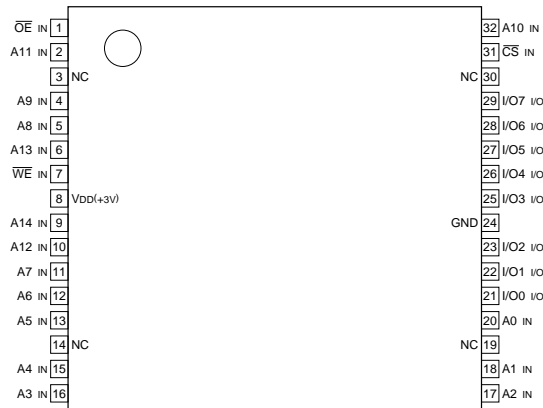 OE IN 1
A11 IN 2
3 NC
A9 IN 4
A8 IN 5
A13 IN 6
WE IN 7
8 VDD(+3V)
A14 IN 9
A12 IN 10
A7 IN 11
A6 IN 12
A5 IN 13
14 NC
A4 IN 15
A3 IN 16
32 A10 IN
31 CS IN
NC 30
29 I/O7 I/O
28 I/O6 I/O
27 I/O5 I/O
26 I/O4 I/O
25 I/O3 I/O
GND 24
23 I/O2 I/O
22 I/O1 I/O
21 I/O0 I/O
20 A0 IN
NC 19
18 A1 IN
17 A2 IN